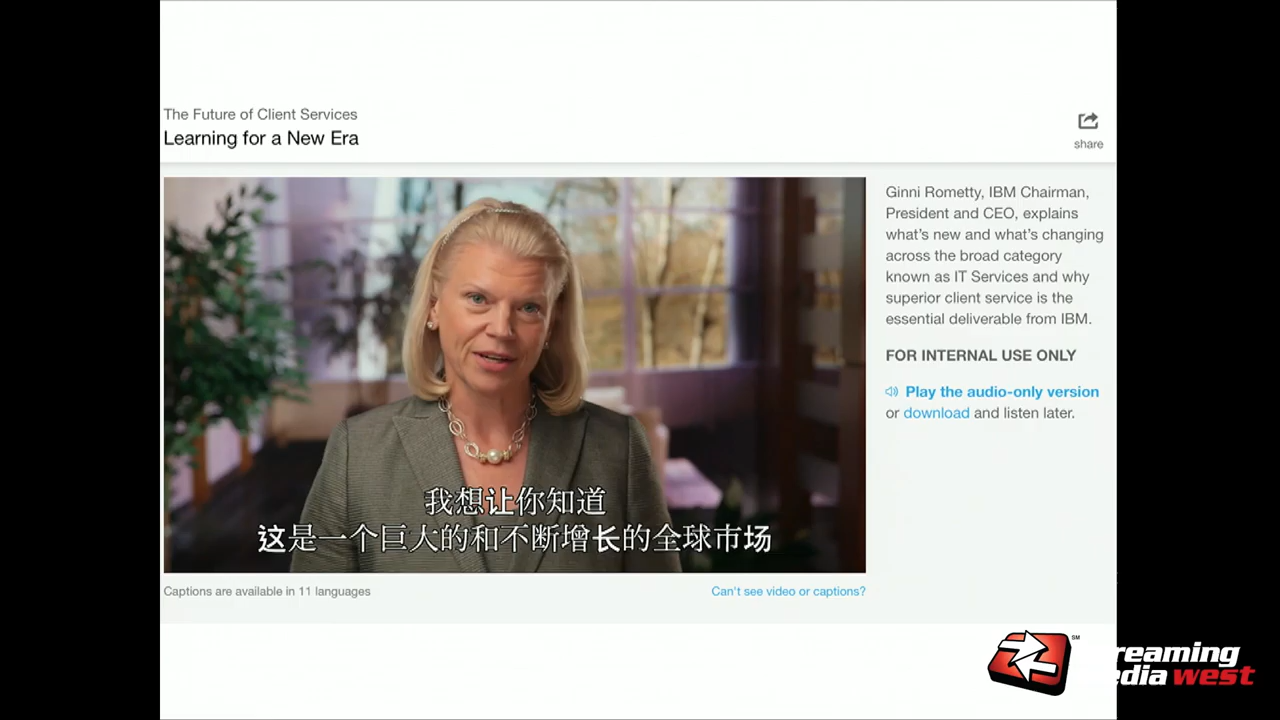 The Future of Client Services
Learning for a New Era
share
Ginni Rometty, IBM Chairman,
President and CEO, explains
what's new and what's changing
across the broad category
known as IT Services and why
superior client service is the
essential deliverable from IBM.
FOR INTERNAL USE ONLY
Play the audio-only version
or download and listen later.
我想让你知道
这是一个巨大的和不断增长的全球市场
Captions are available in 11 languages
Can't see video or captions?
SM
reaming
edia west